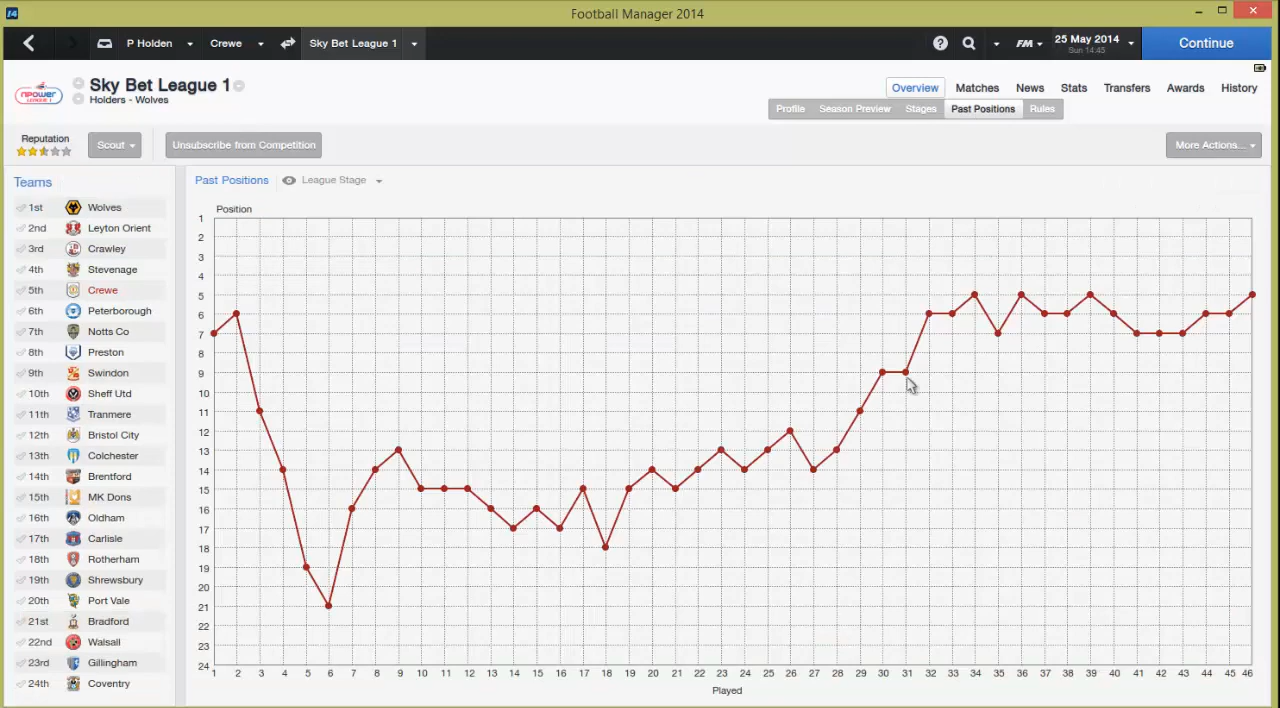 14
Football Manager 2014
P Holden
Crewe
Sky Bet League 1
FM
25 May 2014
Sun 14:45
Continue
nPOWER
LEAGUE 1
Sky Bet League 1
Holders - Wolves
Overview Matches News Stats Transfers Awards History
Profile Season Preview Stages Past Positions Rules
Reputation
Scout
Unsubscribe from Competition
More Actions...
Teams
1st Wolves
2nd Leyton Orient
3rd Crawley
4th Stevenage
5th Crewe
6th Peterborough
7th Notts Co
8th Preston
9th Swindon
10th Sheff Utd
11th Tranmere
12th Bristol City
13th Colchester
14th Brentford
15th MK Dons
16th Oldham
17th Carlisle
18th Rotherham
19th Shrewsbury
20th Port Vale
21st Bradford
22nd Walsall
23rd Gillingham
24th Coventry
Past Positions League Stage
Position
1
2
3
4
5
6
7
8
9
10
11
12
13
14
15
16
17
18
19
20
21
22
23
24
1 2 3 4 5 6 7 8 9 10 11 12 13 14 15 16 17 18 19 20 21 22 23 24 25 26 27 28 29 30 31 32 33 34 35 36 37 38 39 40 41 42 43 44 45 46
Played